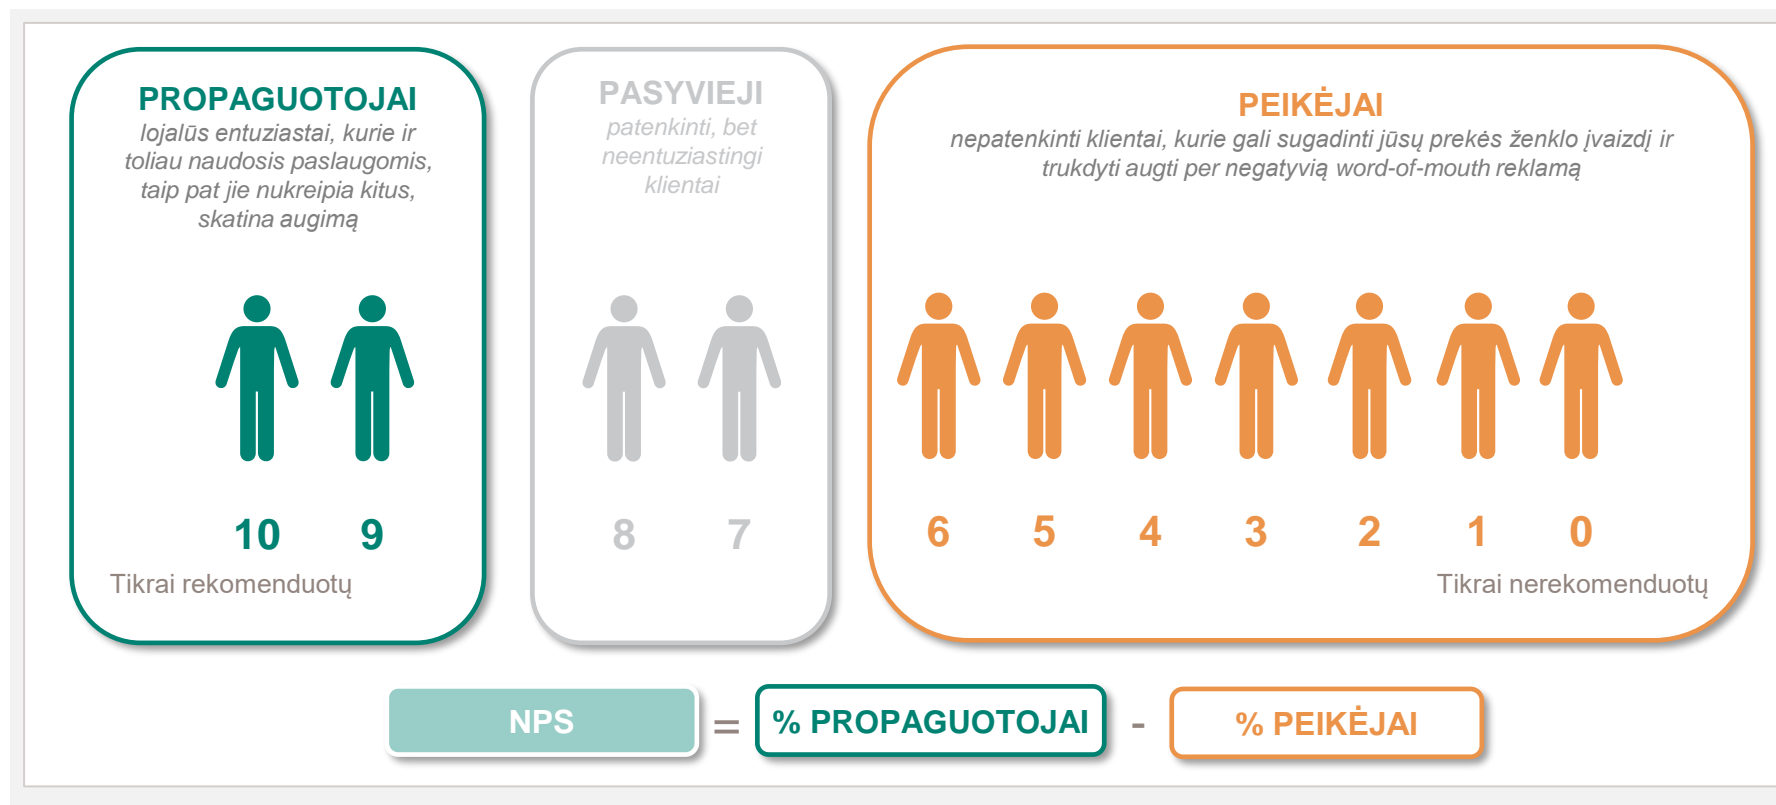 PROPAGUOTOJAI
lojalūs entuziastai, kurie ir
toliau naudosis paslaugomis,
taip pat jie nukreipia kitus,
skatina augimą
10 9
Tikrai rekomenduotų
PASYVIEJI
patenkinti, bet
neentuziastingi
klientai
8 7
PEIKĖJAI
nepatenkinti klientai, kurie gali sugadinti jūsų prekės ženklo įvaizdį ir
trukdyti augti per negatyvią word-of-mouth reklamą
6 5 4 3 2 1 0
Tikrai nerekomenduotų
NPS = % PROPAGUOTOJAI - % PEIKĖJAI